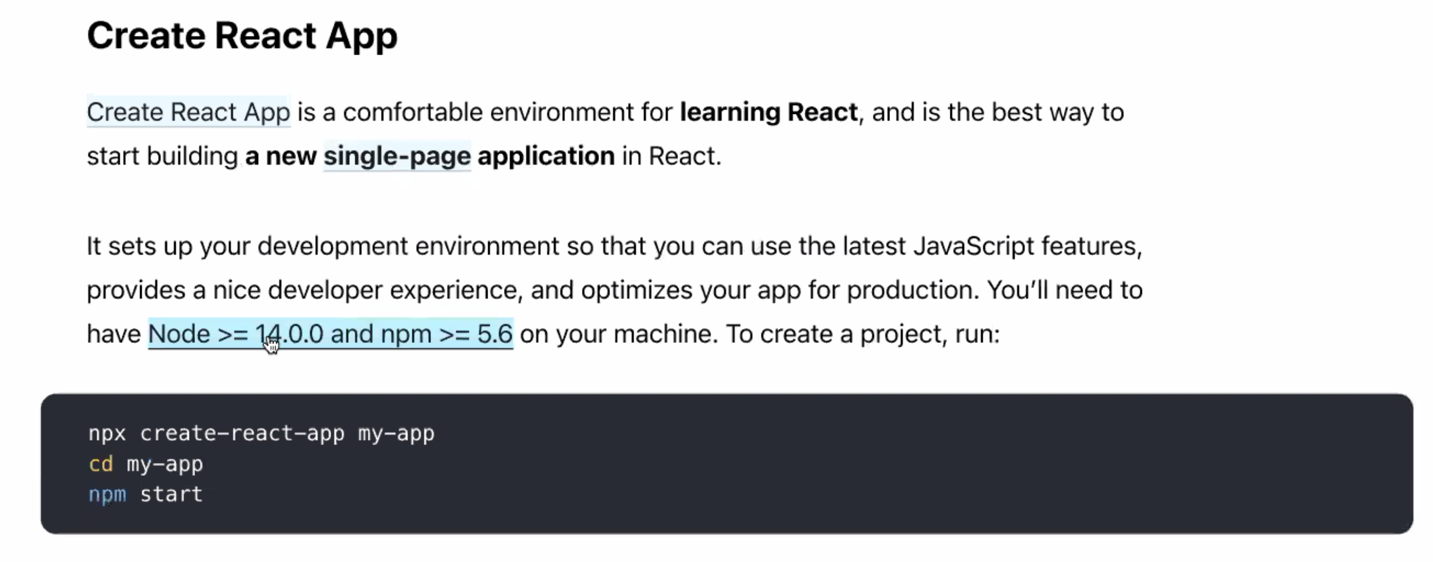 Create React App
Create React App is a comfortable environment for learning React, and is the best way to
start building a new single-page application in React.
It sets up your development environment so that you can use the latest JavaScript features,
provides a nice developer experience, and optimizes your app for production. You’ll need to
have Node >= 14.0.0 and npm >= 5.6 on your machine. To create a project, run:
npx create-react-app my-app
cd my-app
npm start